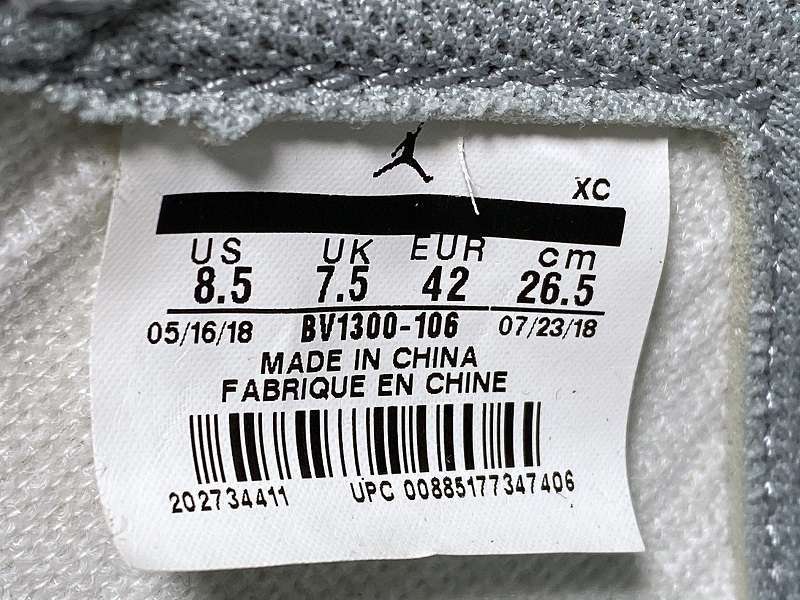 XC
US UK EUR cm
8.5 7.5 42 26.5
05/16/18 BV1300-106 07/23/18
MADE IN CHINA
FABRIQUE EN CHINE
202734411 UPC 00885177347406